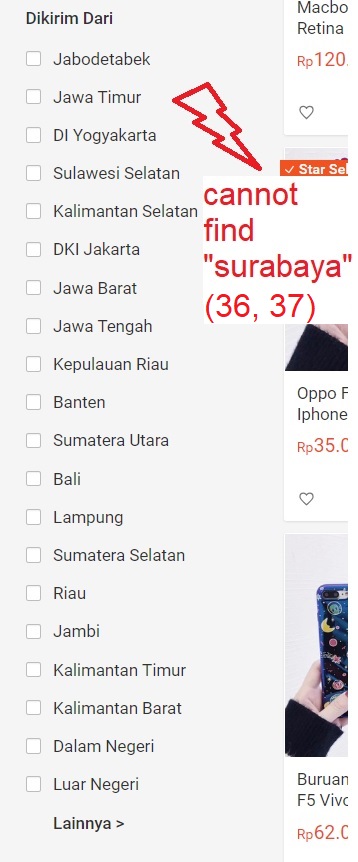 Dikirim Dari
Jabodetabek
Jawa Timur
DI Yogyakarta
Sulawesi Selatan
Kalimantan Selatan
DKI Jakarta
Jawa Barat
Jawa Tengah
Kepulauan Riau
Banten
Sumatera Utara
Bali
Lampung
Sumatera Selatan
Riau
Jambi
Kalimantan Timur
Kalimantan Barat
Dalam Negeri
Luar Negeri
Lainnya >
cannot
find
"surabaya"
(36, 37)
Macbo
Retina
Rp120.
Star Sel
Oppo F
Iphone
Rp35.0
Buruan
F5 Vivo
Rp62.0